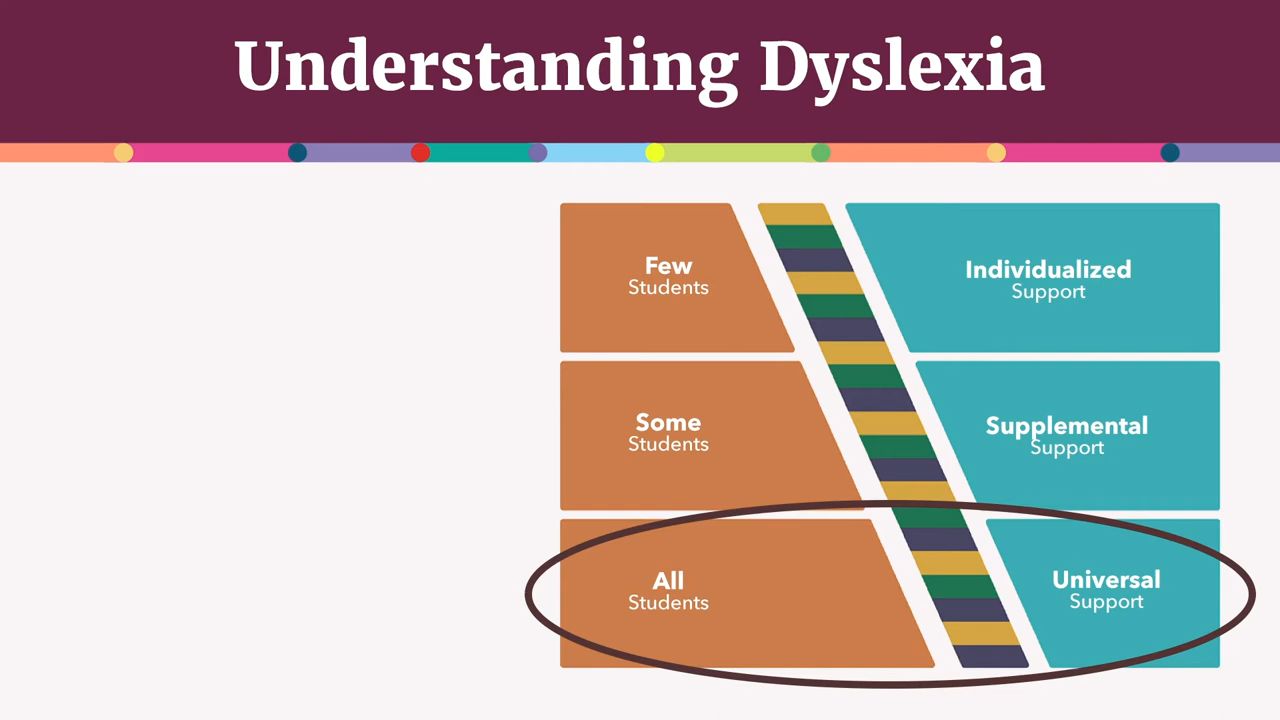 Understanding Dyslexia
Few
Students
Individualized
Support
Some
Students
Supplemental
Support
All
Students
Universal
Support